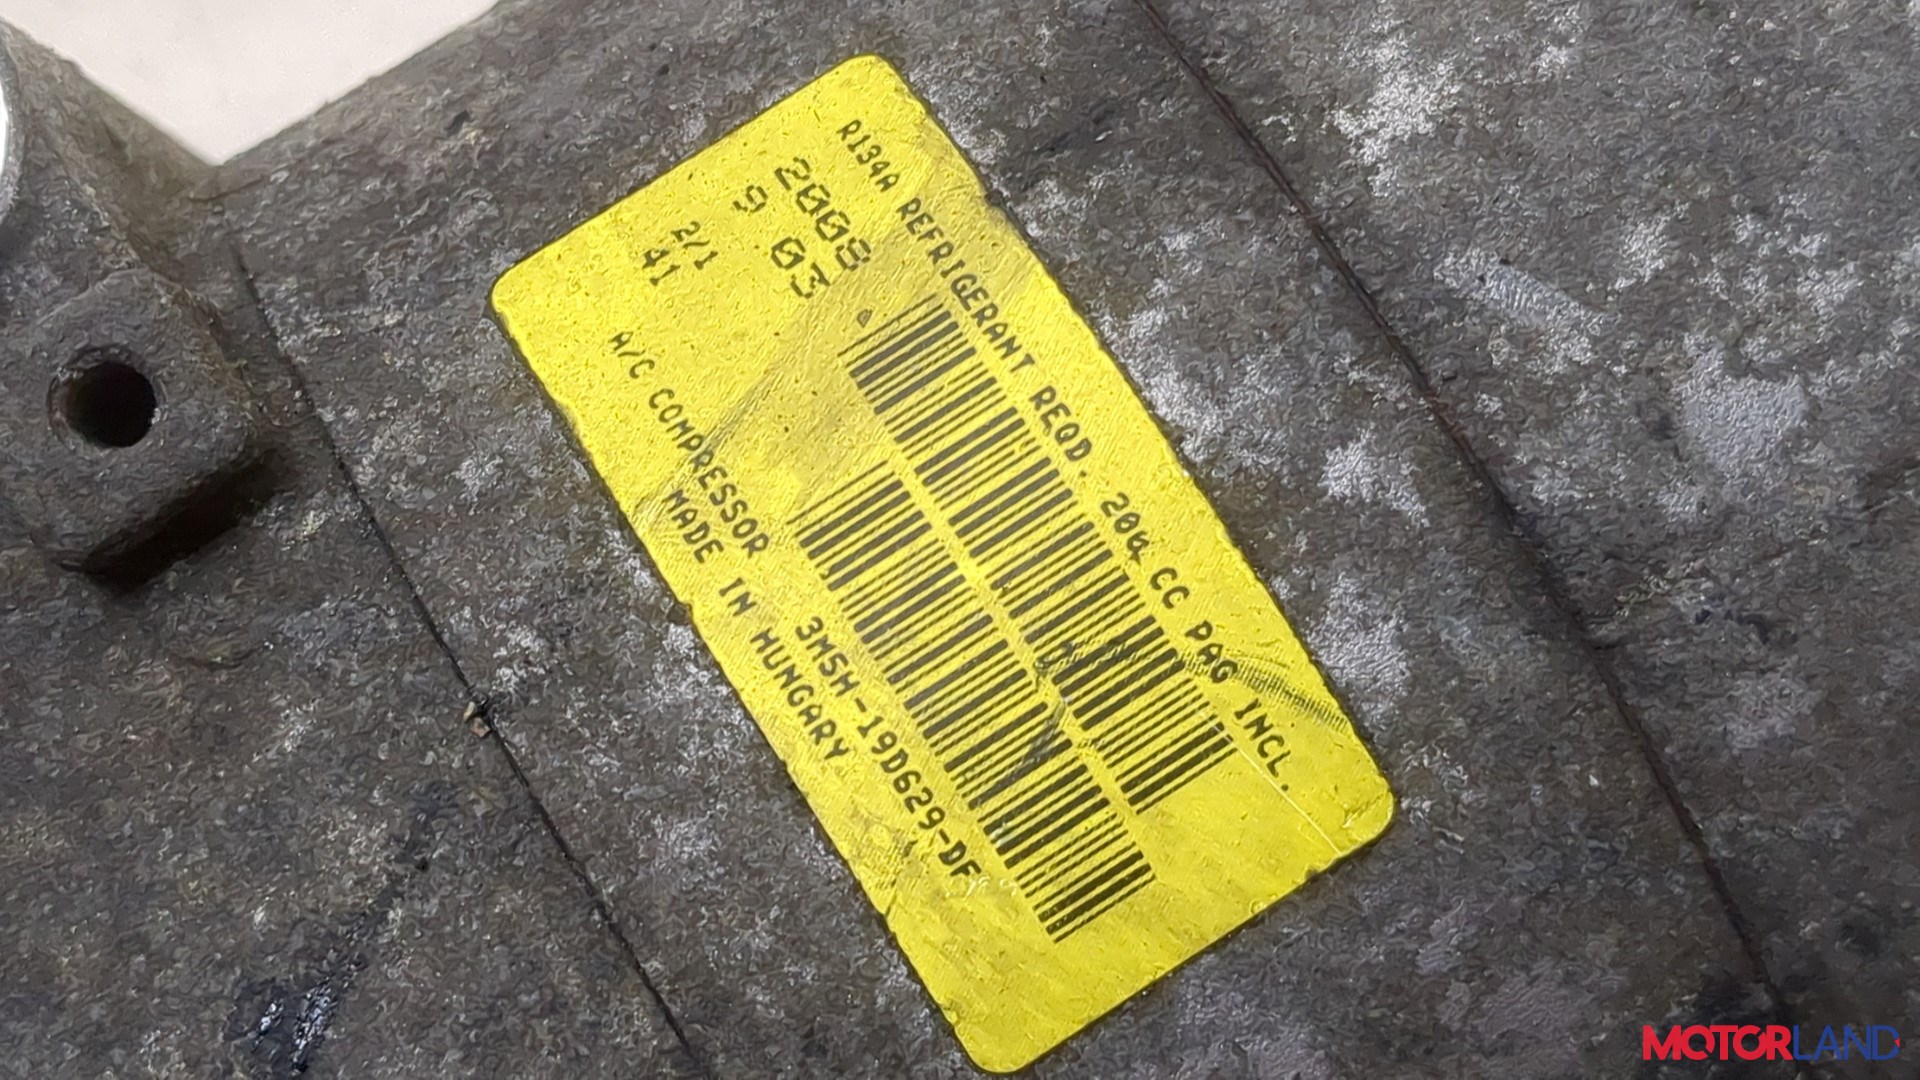 R134A REFRIGERANT REQD. 200 CC PAG INCL.
2008
9 03
2/1
41
A/C COMPRESSOR 3M5H-19D629-DF
MADE IN HUNGARY
MOTORLAND